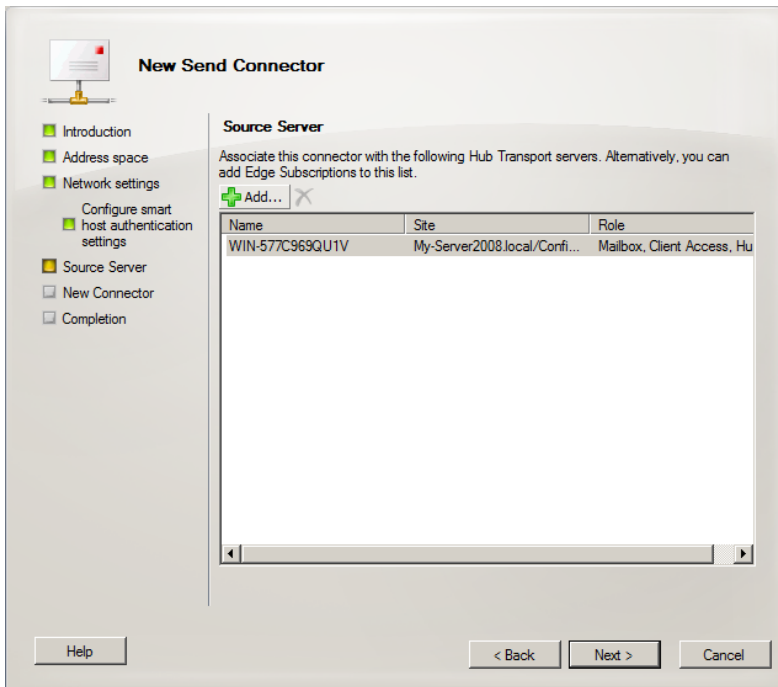 New Send Connector
Introduction
Address space
Network settings
Configure smart
host authentication
settings
Source Server
New Connector
Completion
Source Server
Associate this connector with the following Hub Transport servers. Alternatively, you can
add Edge Subscriptions to this list.
Add...
Name Site Role
WIN-577C969QU1V My-Server2008.local/Confi... Mailbox, Client Access, Hu
Help < Back Next > Cancel